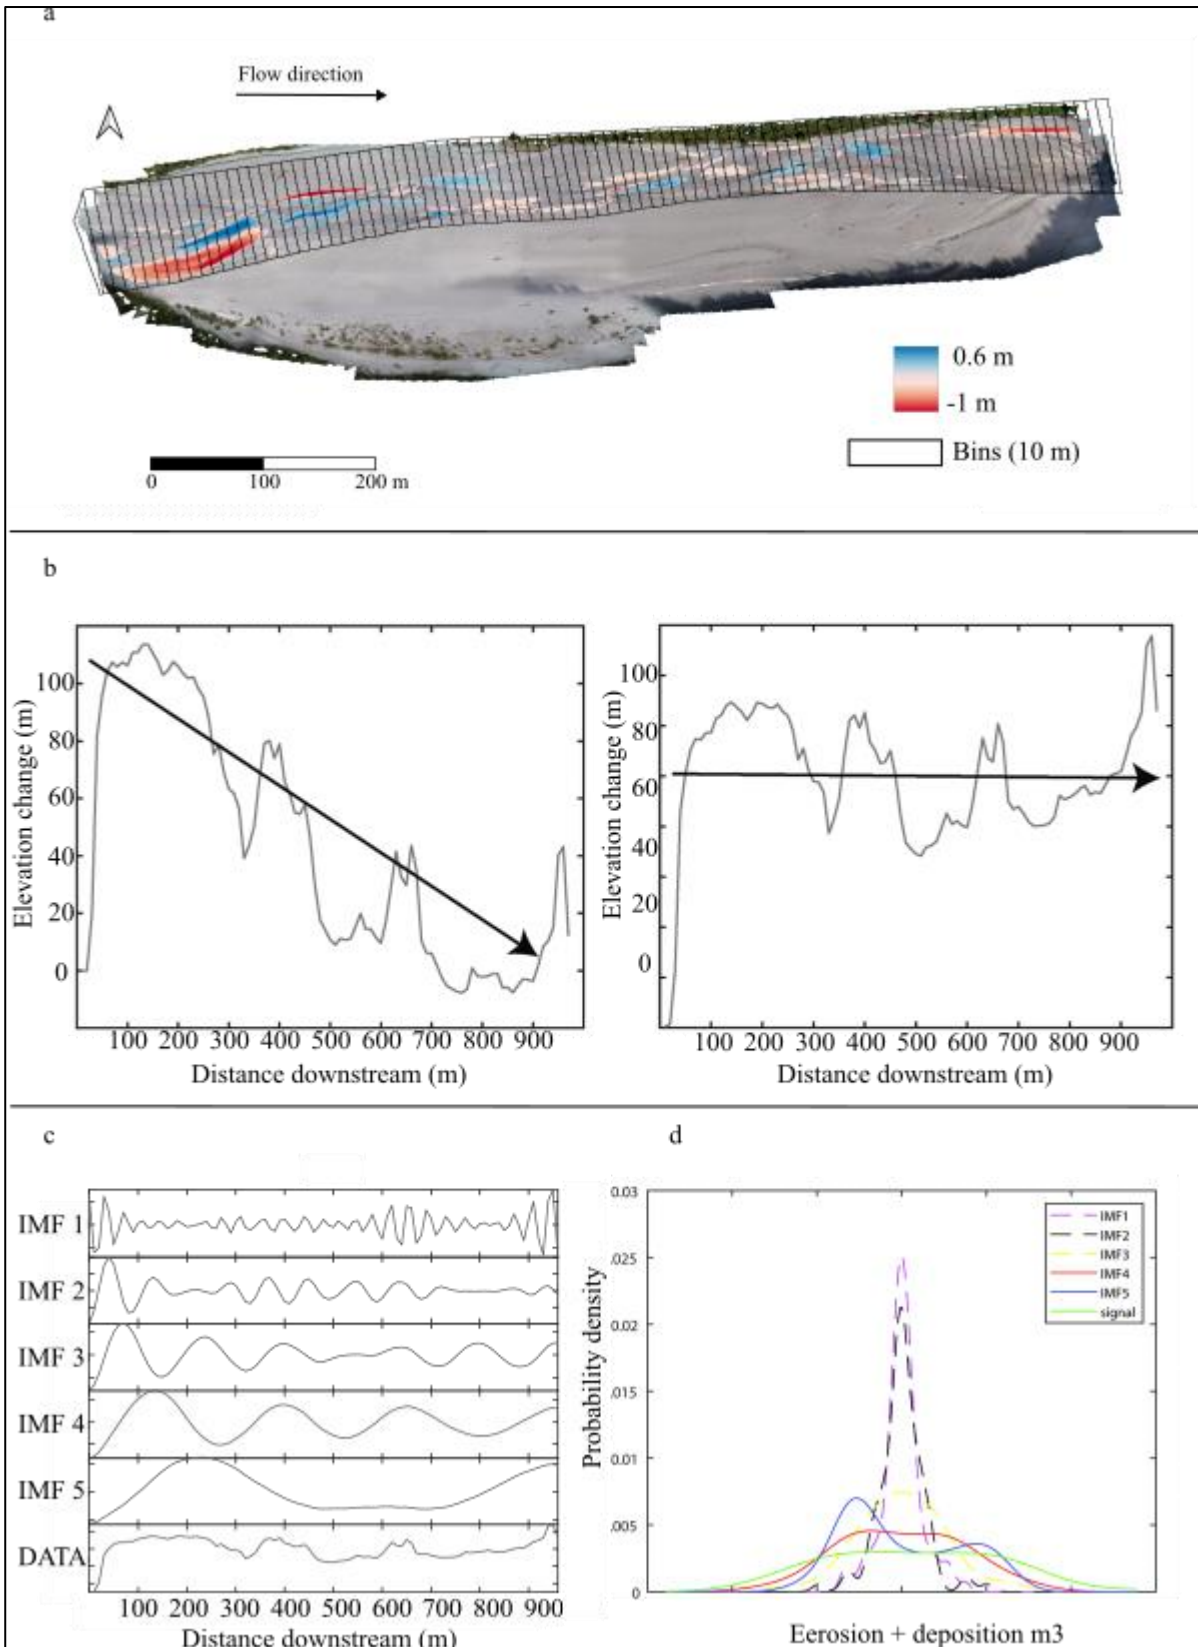 a
Flow direction
0.6 m
-1 m
Bins (10 m)
0 100 200 m
b
Elevation change (m)
100
80
60
40
20
0
100 200 300 400 500 600 700 800 900
Distance downstream (m)
Elevation change (m)
100
80
60
40
20
0
100 200 300 400 500 600 700 800 900
Distance downstream (m)
c
IMF 1
IMF 2
IMF 3
IMF 4
IMF 5
DATA
100 200 300 400 500 600 700 800 900
Distance downstream (m)
d
Probability density
0.03
0.025
0.02
.015
0.01
.005
0
IMF1
IMF2
IMF3
IMF4
IMF5
signal
Eerosion + deposition m3